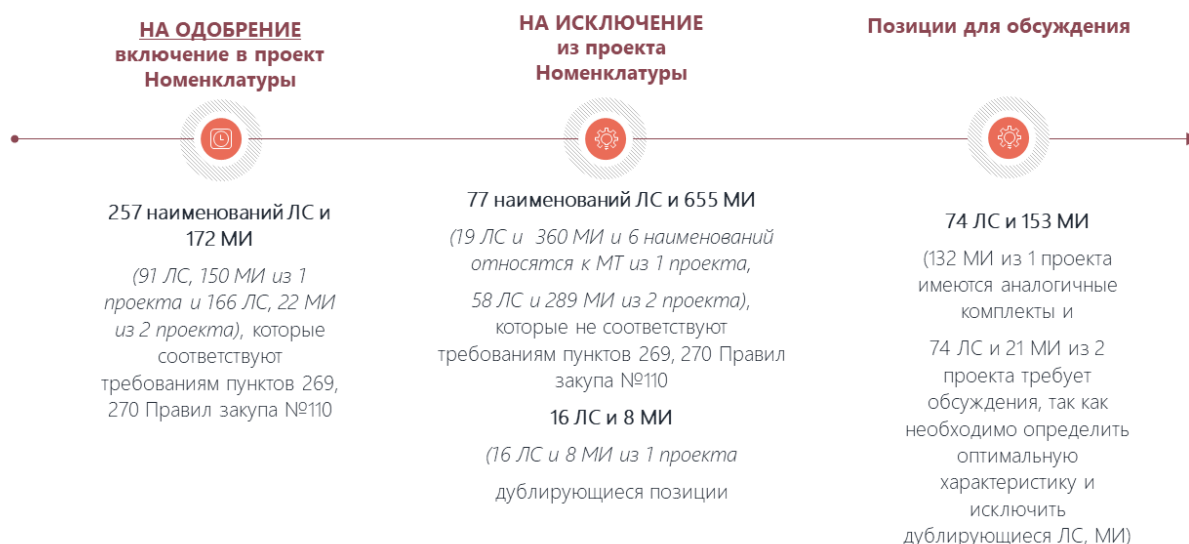 НА ОДОБРЕНИЕ
включение в проект
Номенклатуры
257 наименований ЛС и
172 МИ
(91 ЛС, 150 МИ из 1
проекта и 166 ЛС, 22 МИ
из 2 проекта), которые
соответствуют
требованиям пунктов 269,
270 Правил закупа №110
НА ИСКЛЮЧЕНИЕ
из проекта
Номенклатуры
77 наименований ЛС и 655 МИ
(19 ЛС и 360 МИ и 6 наименований
относятся к МТ из 1 проекта,
58 ЛС и 289 МИ из 2 проекта),
которые не соответствуют
требованиям пунктов 269, 270 Правил
закупа №110
16 ЛС и 8 МИ
(16 ЛС и 8 МИ из 1 проекта
дублирующиеся позиции
Позиции для обсуждения
74 ЛС и 153 МИ
(132 МИ из 1 проекта
имеются аналогичные
комплекты и
74 ЛС и 21 МИ из 2
проекта требует
обсуждения, так как
необходимо определить
оптимальную
характеристику и
исключить
дублирующиеся ЛС, МИ)